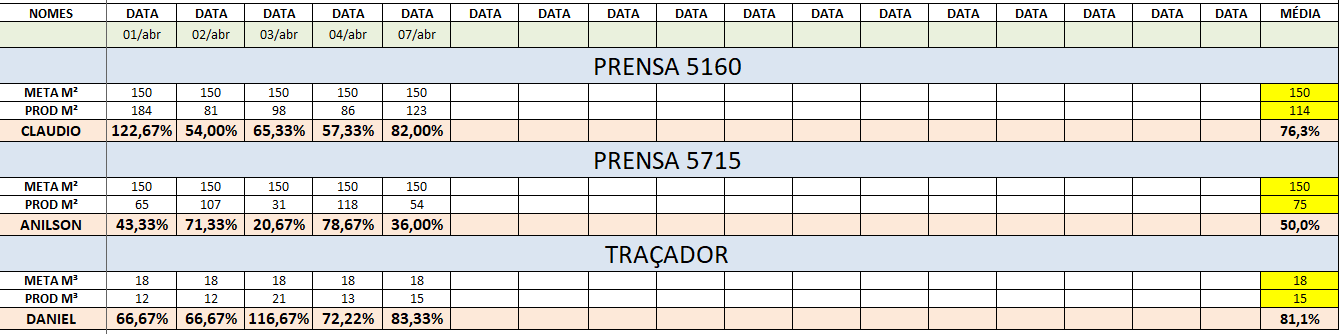 NOMES DATA DATA DATA DATA DATA DATA DATA DATA DATA DATA DATA DATA DATA DATA DATA DATA DATA MÉDIA
01/abr 02/abr 03/abr 04/abr 07/abr
PRENSA 5160
META M² 150 150 150 150 150 150
PROD M² 184 81 98 86 123 114
CLAUDIO 122,67% 54,00% 65,33% 57,33% 82,00% 76,3%
PRENSA 5715
META M² 150 150 150 150 150 150
PROD M² 65 107 31 118 54 75
ANILSON 43,33% 71,33% 20,67% 78,67% 36,00% 50,0%
TRAÇADOR
META M³ 18 18 18 18 18 18
PROD M³ 12 12 21 13 15 15
DANIEL 66,67% 66,67% 116,67% 72,22% 83,33% 81,1%